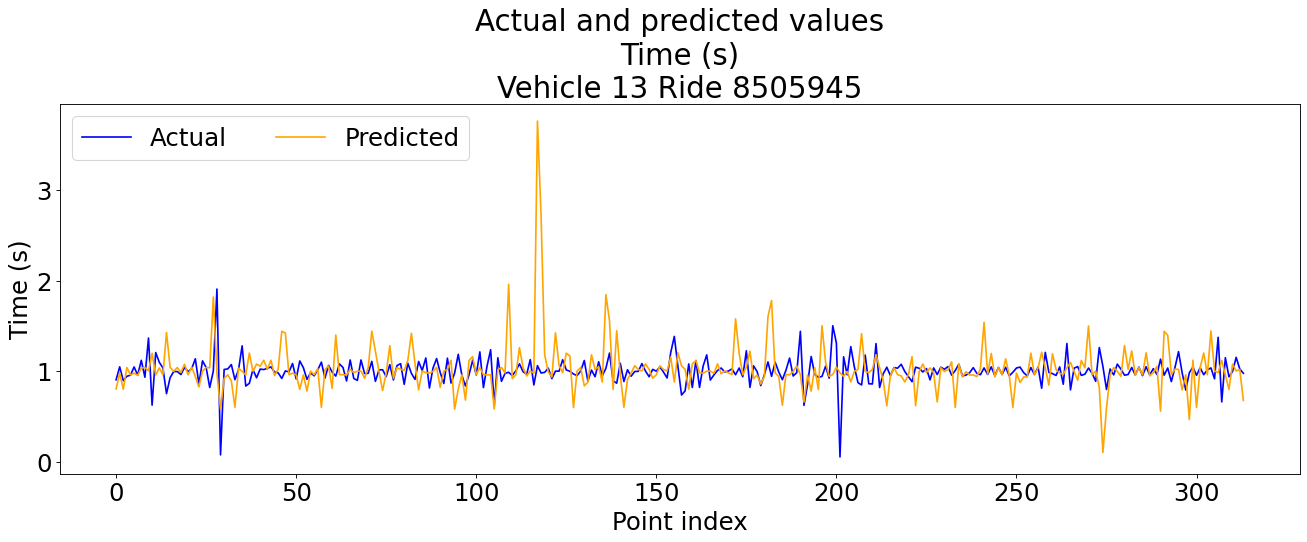 Actual and predicted values
Time (s)
Vehicle 13 Ride 8505945
Actual
Predicted
Time (s)
3
2
1
0
0
50
100
150
200
250
300
Point index